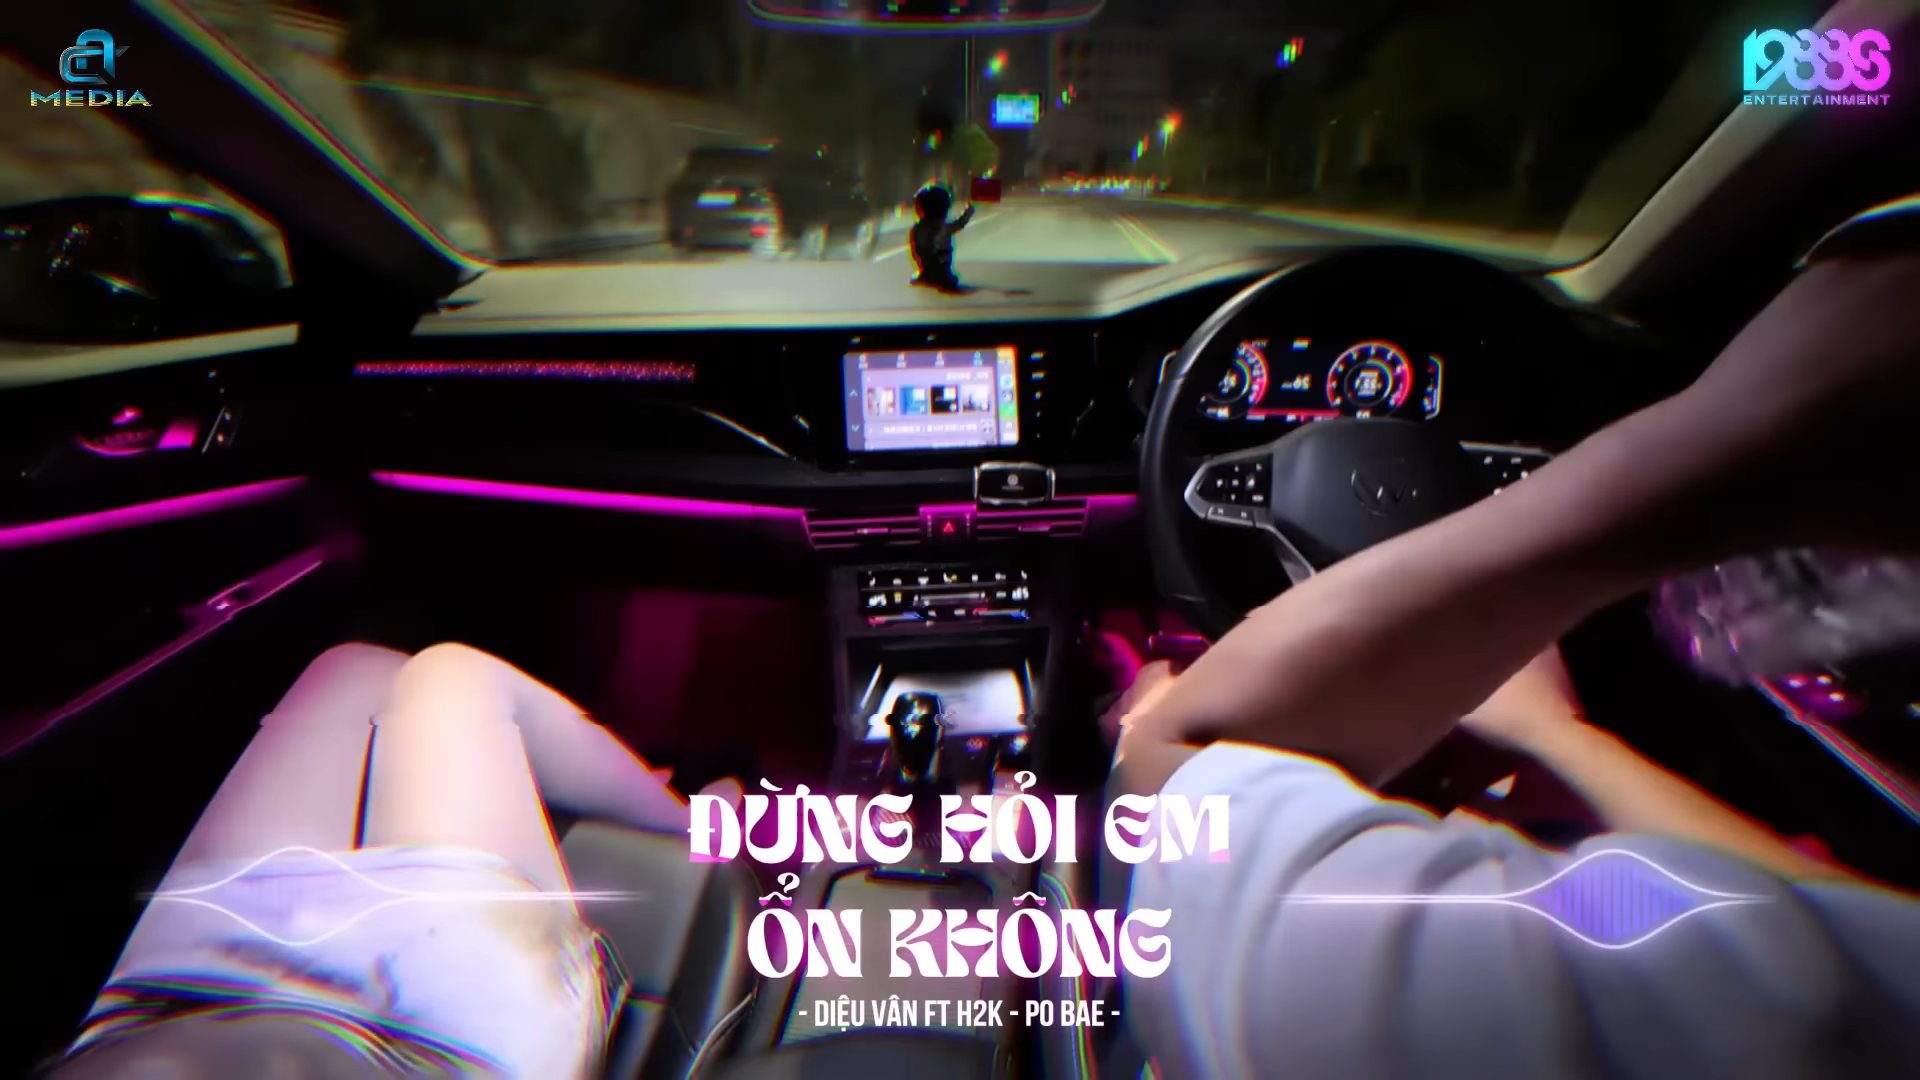 MEDIA
1988S
ENTERTAINMENT
ĐỪNG HỎI EM
ỔN KHÔNG
- DIỆU VÂN FT H2K - PO BAE -